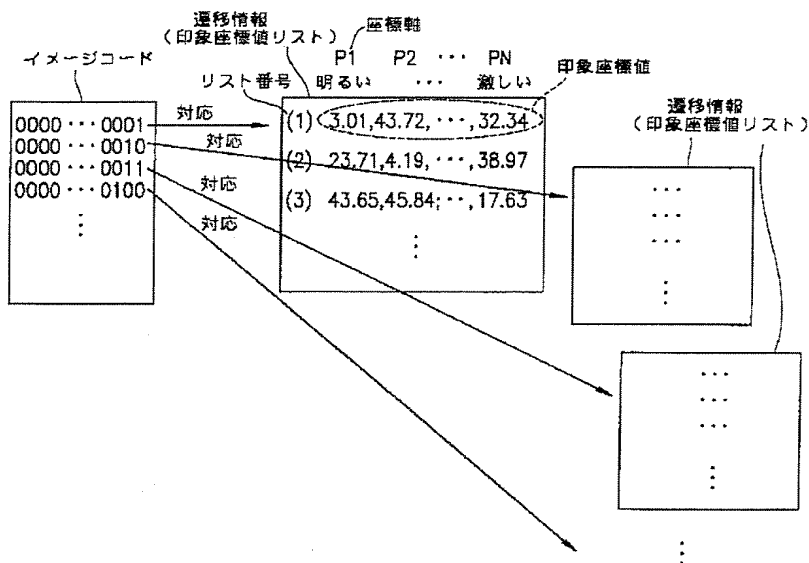 遷移情報
(印象座標値リスト)
座標軸
イメージコード
P1 P2 ··· PN
リスト番号 明るい ··· 激しい
印象座標値
0000···0001
0000···0010
0000···0011
0000···0100
⋮
対応
対応
対応
対応
(1) 3.01,43.72,···,32.34
(2) 23.71,4.19,···,38.97
(3) 43.65,45.84;··,17.63
⋮
遷移情報
(印象座標値リスト)
···
···
···
⋮
···
···
···
⋮
⋮